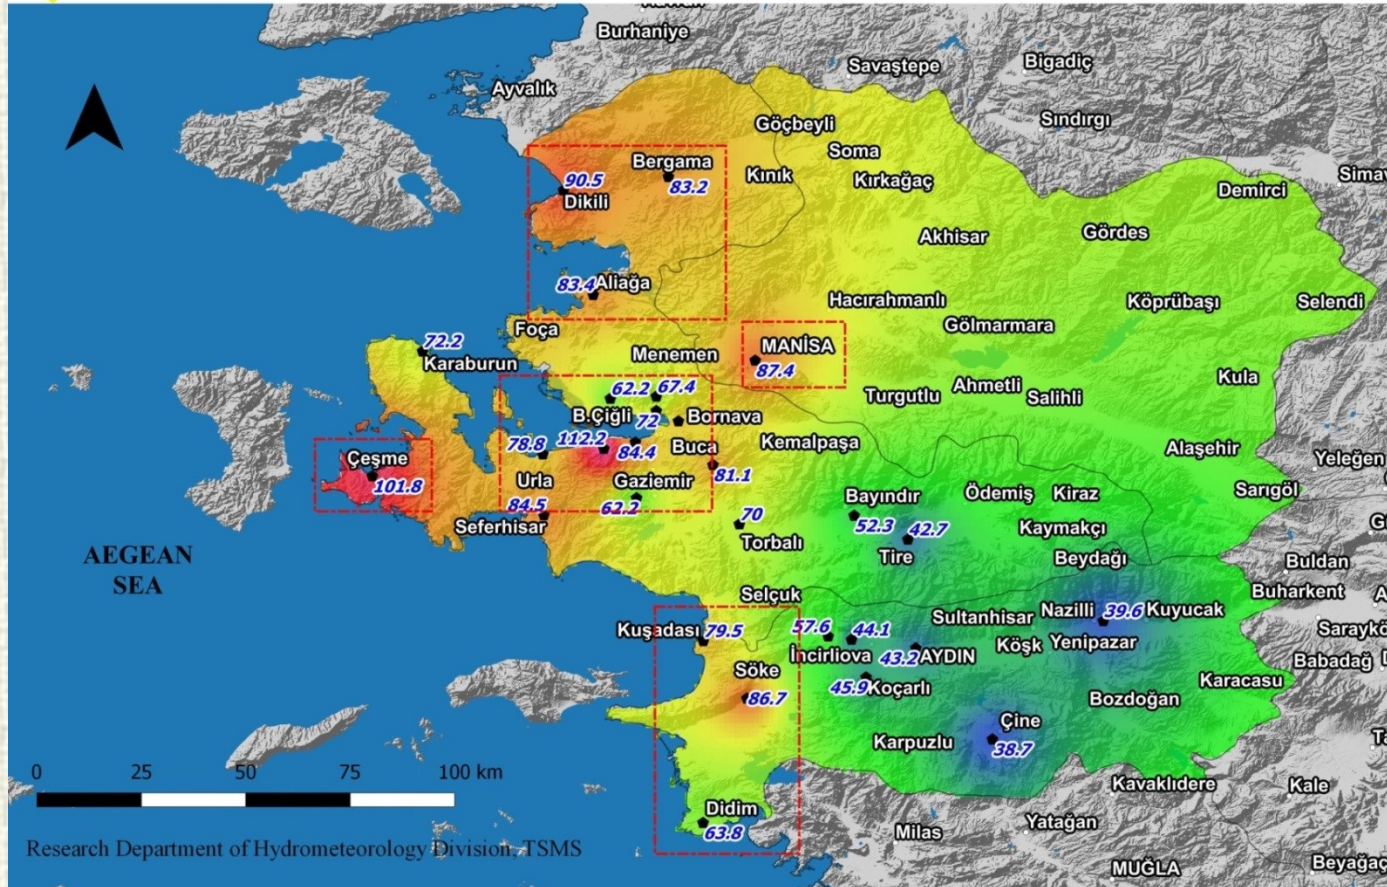 Burhaniye
Savaştepe
Bigadiç
Ayvalık
Sındırgı
Göçbeyli
Soma
Bergama
Kınık
Kırkağaç
Demirci
90.5
83.2
Dikili
Akhisar
Gördes
83.4
Aliağa
Hacırahmanlı
Köprübaşı
Selendi
Foça
Gölmarmara
72.2
Karaburun
Menemen
MANİSA
87.4
Kula
62.2
67.4
Turgutlu
Ahmetli
Salihli
B.Çiğli
72
Bornava
78.8
112.2
84.4
Buca
Kemalpaşa
Alaşehir
Çeşme
101.8
Urla
Gaziemir
81.1
Yeleğen
84.5
62.2
Bayındır
Ödemiş
Kiraz
Sarıgöl
Seferhisar
70
52.3
42.7
Kaymakçı
Torbalı
Tire
Beydağı
AEGEAN
SEA
Buldan
Selçuk
Buharkent
Kuşadası
79.5
57.6
44.1
Sultanhisar
Nazilli
39.6
Kuyucak
İncirliova
43.2
AYDIN
Köşk
Yenipazar
Babadağ
Söke
86.7
45.9
Koçarlı
Bozdoğan
Karacasu
Çine
38.7
Karpuzlu
0
25
50
75
100 km
Kavaklıdere
Kale
Didim
63.8
Milas
Yatağan
Research Department of Hydrometeorology Division, TSMS
MUĞLA